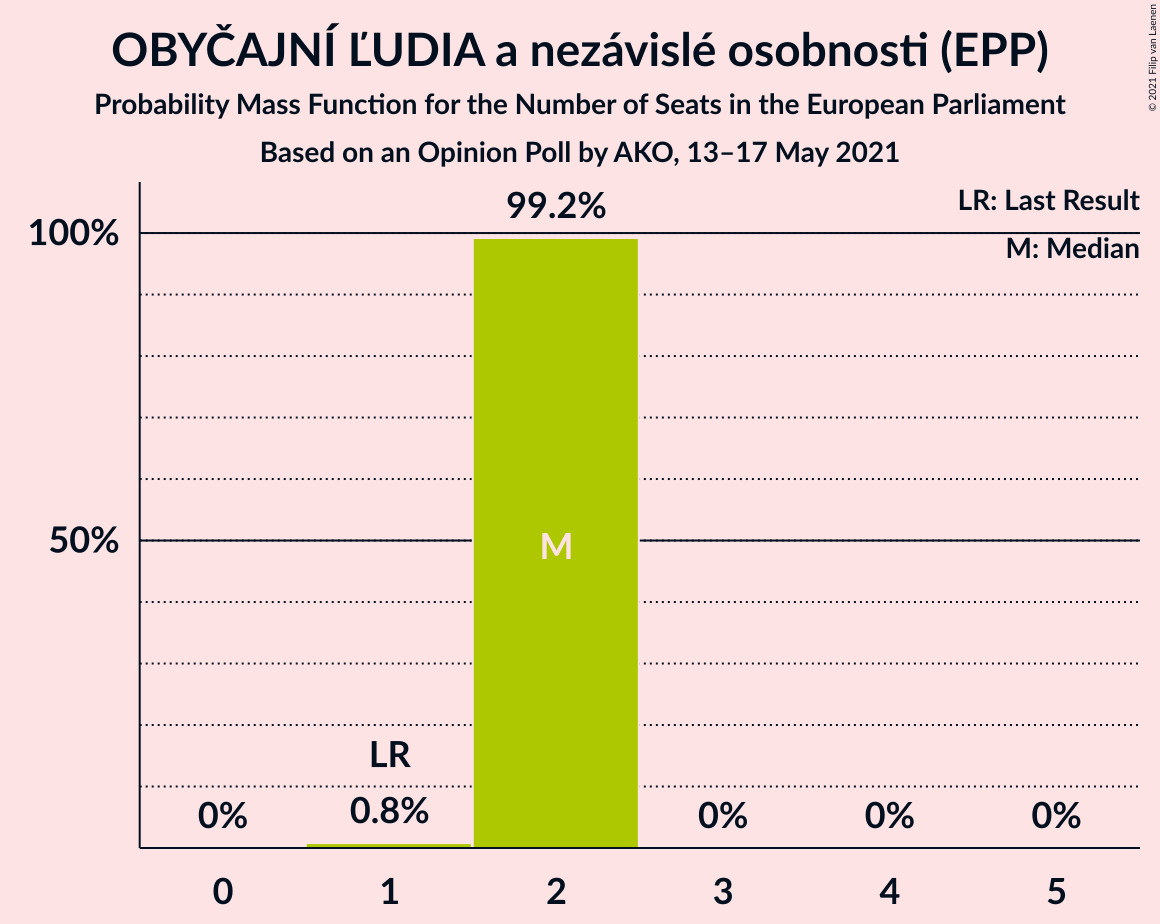 OBYČAJNÍ ĽUDIA a nezávislé osobnosti (EPP)
Probability Mass Function for the Number of Seats in the European Parliament
Based on an Opinion Poll by AKO, 13–17 May 2021
© 2021 Filip van Laenen
LR: Last Result
M: Median
99.2%
100%
50%
M
LR
0%
0.8%
0%
0%
0%
0 1 2 3 4 5